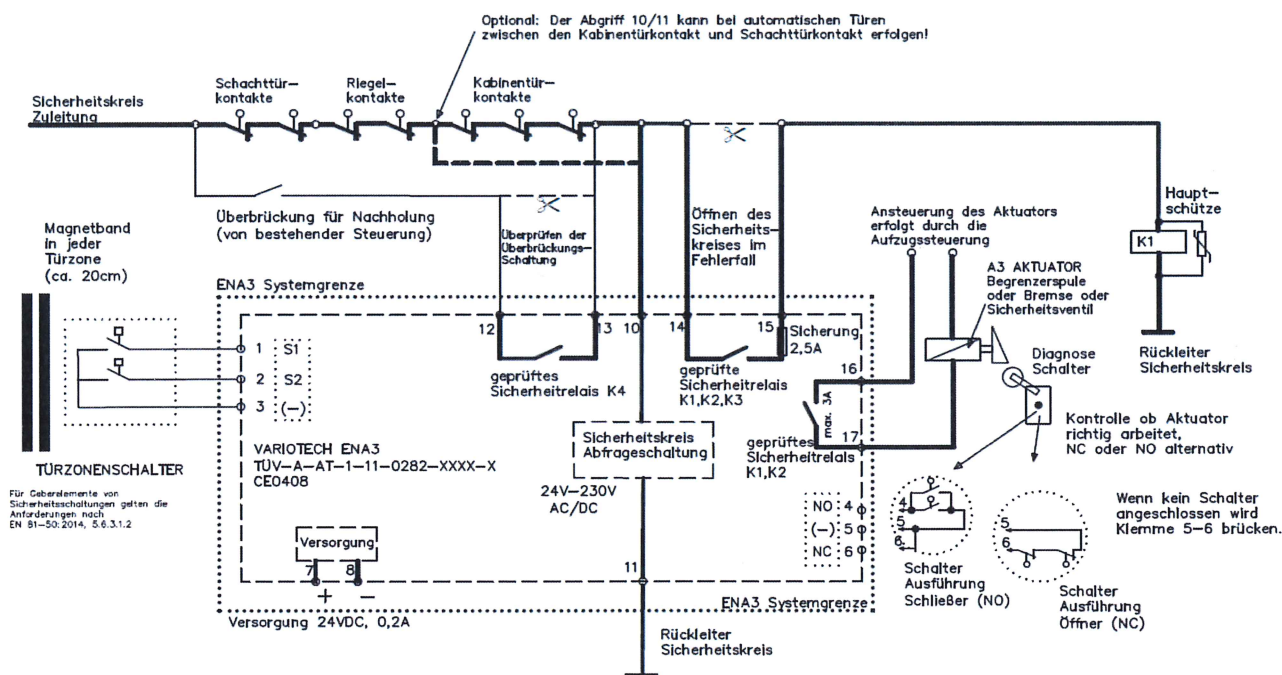 Optional: Der Abgriff 10/11 kann bei automatischen Türen
zwischen den Kabinentürkontakt und Schachttürkontakt erfolgen!
Sicherheitskreis
Zuleitung
Schachttür-
kontakte
Riegel-
kontakte
Kabinentür-
kontakte
Überbrückung für Nachholung
(von bestehender Steuerung)
Überprüfen der
Überbrückungs-
Schaltung
Öffnen des
Sicherheits-
kreises im
Fehlerfall
Ansteuerung des Aktuators
erfolgt durch die
Aufzugssteuerung
Haupt-
schütze
K1
Rückleiter
Sicherheitskreis
Magnetband
in jeder
Türzone
(ca. 20cm)
TÜRZONENSCHALTER
Für Geberelemente von
Sicherheitsschaltungen gelten die
Anforderungen nach
EN 81-50:2014, 5.6.3.1.2
ENA3 Systemgrenze
1 S1
2 S2
3 (-)
12
13
10
14
15
Sicherung
2,5A
geprüftes
Sicherheitrelais K4
geprüfte
Sicherheitrelais
K1,K2,K3
16
max. 3A
17
geprüftes
Sicherheitsrelais
K1,K2
A3 AKTUATOR
Begrenzerspule
oder Bremse oder
Sicherheitsventil
Diagnose
Schalter
Kontrolle ob Aktuator
richtig arbeitet,
NC oder NO alternativ
VARIOTECH ENA3
TÜV-A-AT-1-11-0282-XXXX-X
CE0408
Sicherheitskreis
Abfrageschaltung
24V-230V
AC/DC
NO 4
(-) 5
NC 6
4
5
6
Schalter
Ausführung
Schließer (NO)
5
6
Schalter
Ausführung
Öffner (NC)
Wenn kein Schalter
angeschlossen wird
Klemme 5-6 brücken.
Versorgung
7
8
+
-
Versorgung 24VDC, 0,2A
11
ENA3 Systemgrenze
Rückleiter
Sicherheitskreis